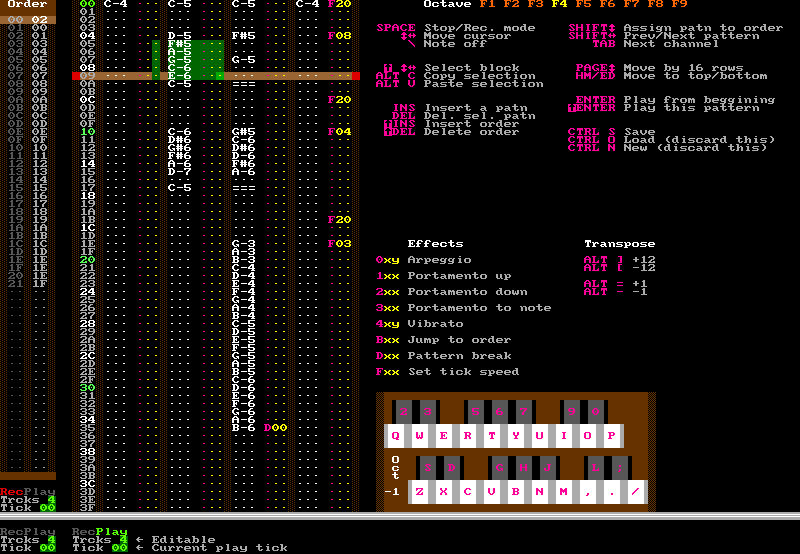 Order
00 02
01 01
02 01
03 03
04 04
05 05
06 06
07 07
08 08
09 09
0A 0A
0B 0B
0C 0C
0D 0D
0E 0E
0F 0F
10 10
11 11
12 12
13 13
14 14
15 15
16 16
17 17
18 18
19 19
1A 1A
1B 1B
1C 1C
1D 1D
1E 1E
20 1E
21 1F
RecPlay
Trcks 4
Tick 00
00 C-4 C-5 C-5 C-4 F20
01
02
03
04 D-5 F#5 F08
05 F#5
06 A-5
07 G-5 G-5
08 C-6
09 E-6
0A C-5 ===
0B
0C F20
0D
0E
0F
10 C-6 G#5 F04
11 D#6 C-6
12 G#6 D#6
13 F#6 D-6
14 A-6 F#6
15 D-7 A-6
16
17 C-5 ===
18
19
1A
1B F20
1C
1D
1E G-3 F03
1F A-3
20 B-3
21 C-4
22 D-4
23 E-4
24 F-4
25 G-4
26 A-4
27 B-4
28 C-5
29 D-5
2A E-5
2B F-5
2C G-5
2D A-5
2E B-5
2F C-6
30 D-6
31 E-6
32 F-6
33 G-6
34 A-6
35 B-6 D00
36
37
38
39
3A
3B
3C
3D
3E
3F
Octave F1 F2 F3 F4 F5 F6 F7 F8 F9
SPACE Stop/Rec. mode
↕↔ Move cursor
\ Note off
⇧ ↕↔ Select block
ALT C Copy selection
ALT V Paste selection
INS Insert a patn
DEL Del. sel. patn
⇧INS Insert order
⇧DEL Delete order
SHIFT↕ Assign patn to order
SHIFT↔ Prev/Next pattern
TAB Next channel
PAGE↕ Move by 16 rows
HM/ED Move to top/bottom
ENTER Play from beggining
⇧ENTER Play this pattern
CTRL S Save
CTRL O Load (discard this)
CTRL N New (discard this)
Effects
0xy Arpeggio
1xx Portamento up
2xx Portamento down
3xx Portamento to note
4xy Vibrato
Bxx Jump to order
Dxx Pattern break
Fxx Set tick speed
Transpose
ALT ] +12
ALT [ -12
ALT = +1
ALT - -1
2 3 5 6 7 9 0
Q W E R T Y U I O P
Oct
-1
S D G H J L ;
Z X C V B N M , . /
RecPlay RecPlay
Trcks 4 Trcks 4 ← Editable
Tick 00 Tick 00 ← Current play tick